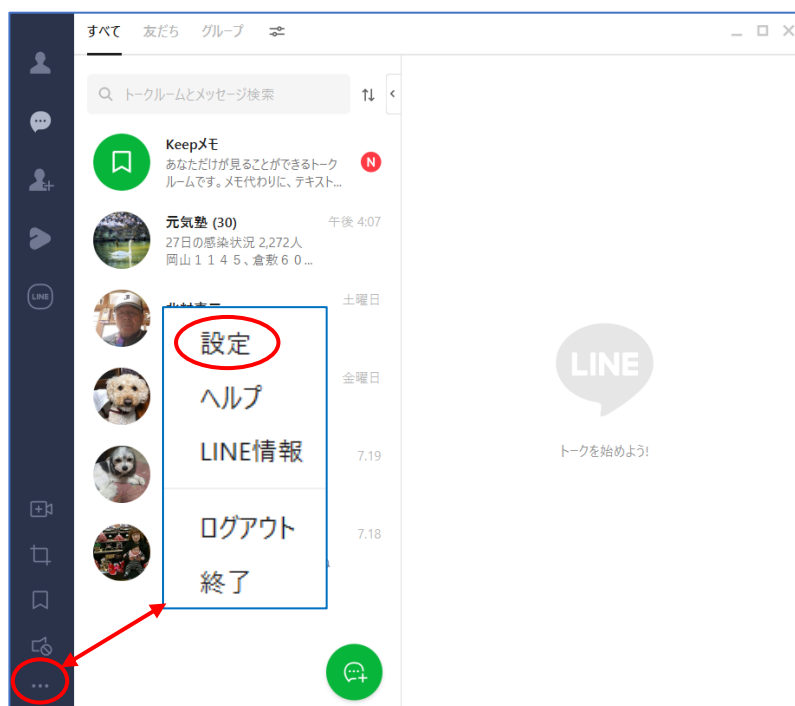 すべて 友だち グループ
トークルームとメッセージ検索
Keepメモ
あなただけが見ることができるトーク
ルームです。メモ代わりに、テキスト...
N
元気塾 (30) 午後 4:07
27日の感染状況 2,272人
岡山１１４５、倉敷６０...
土曜日
LINE
設定
金曜日
ヘルプ
LINE
LINE情報
トークを始めよう!
7.19
ログアウト
7.18
終了